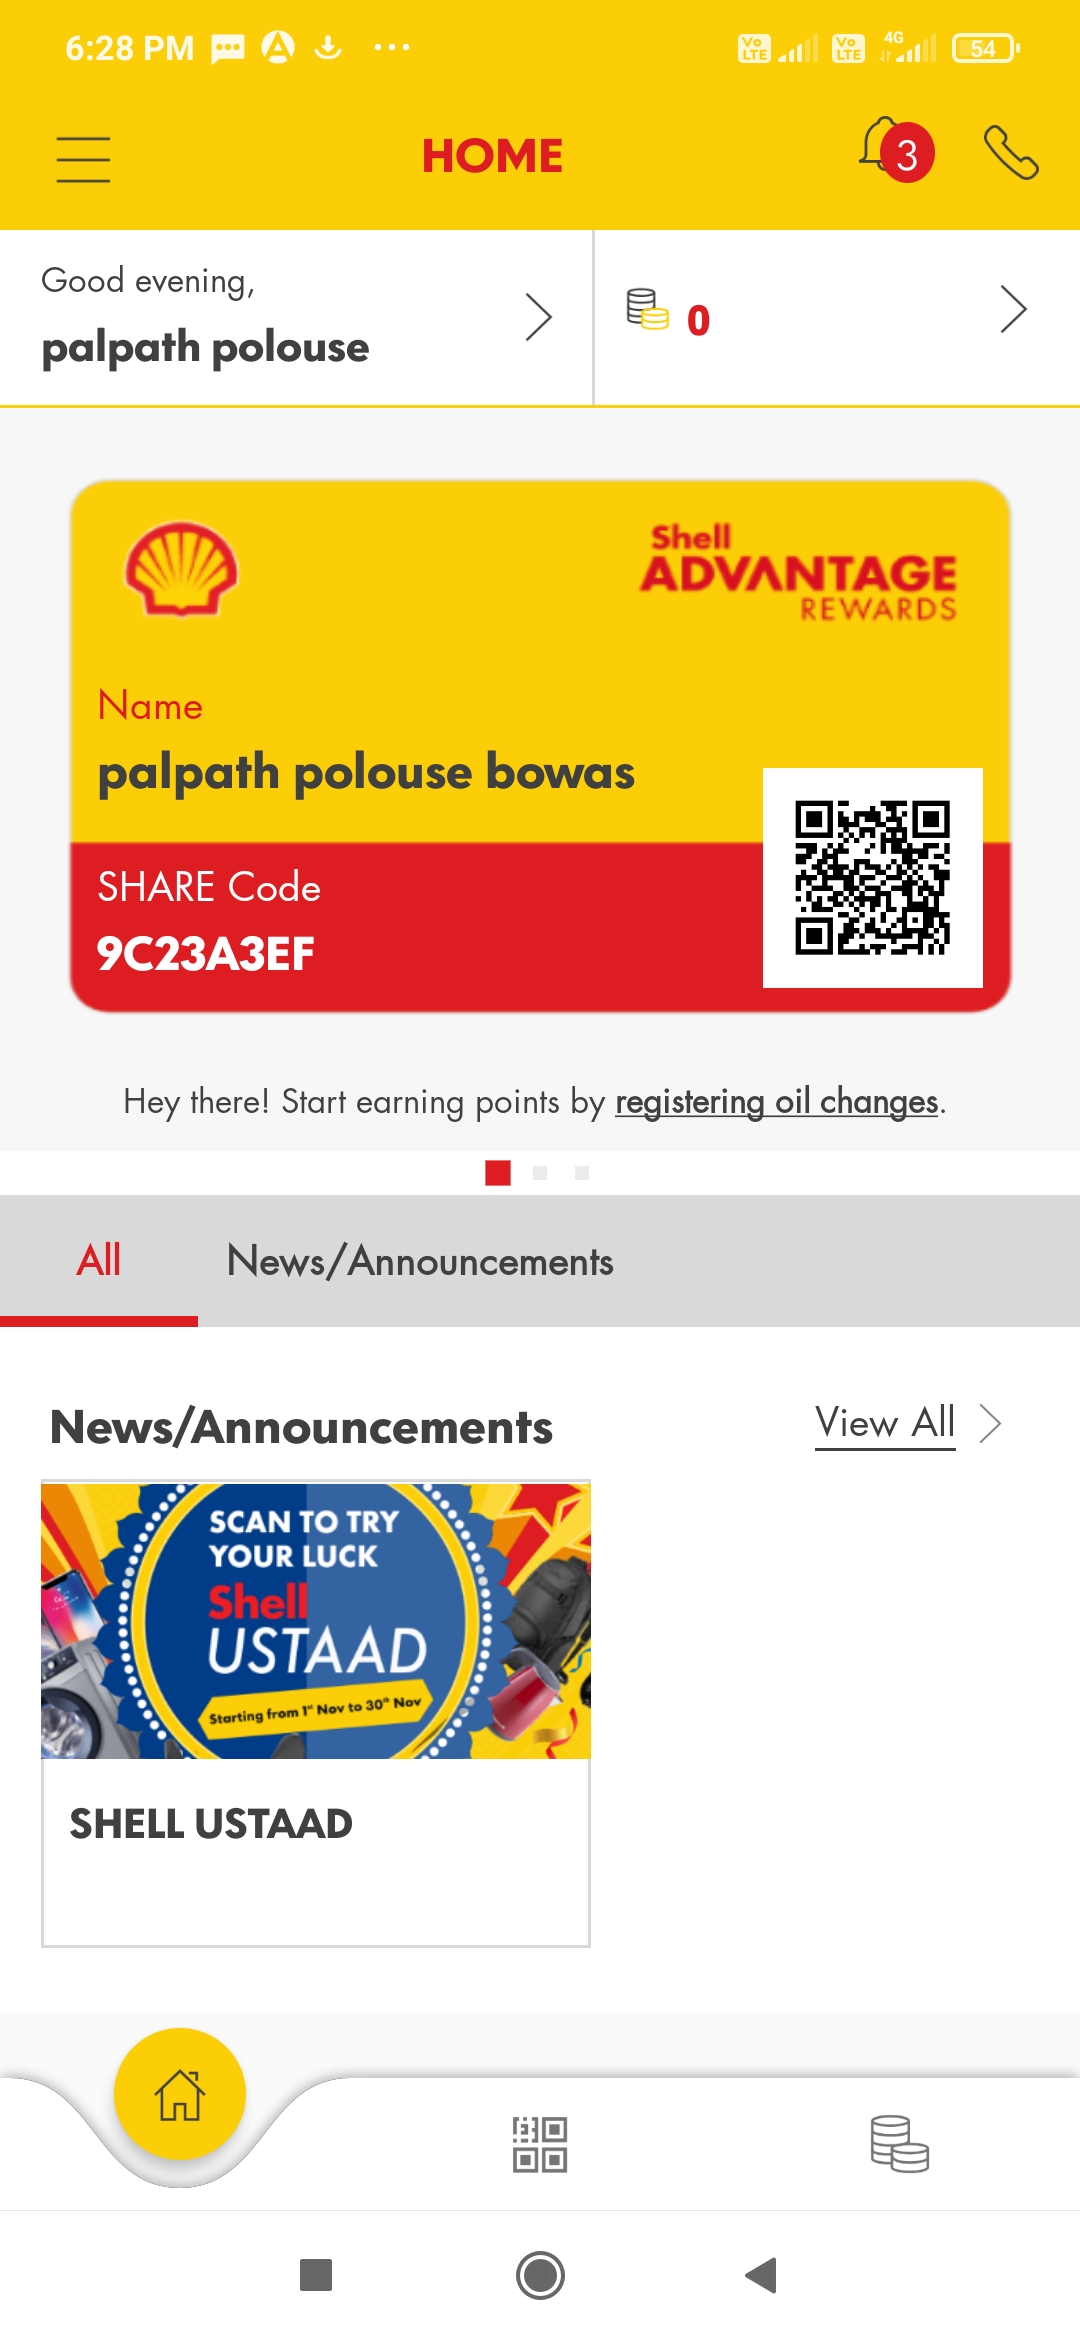 6:28 PM
Vo LTE
Vo LTE
4G
54
HOME
3
Good evening,
palpath polouse
0
Shell
ADVANTAGE
REWARDS
Name
palpath polouse bowas
SHARE Code
9C23A3EF
Hey there! Start earning points by registering oil changes.
All
News/Announcements
News/Announcements
View All
SCAN TO TRY
YOUR LUCK
Shell
USTAAD
Starting from 1st Nov to 30th Nov
SHELL USTAAD